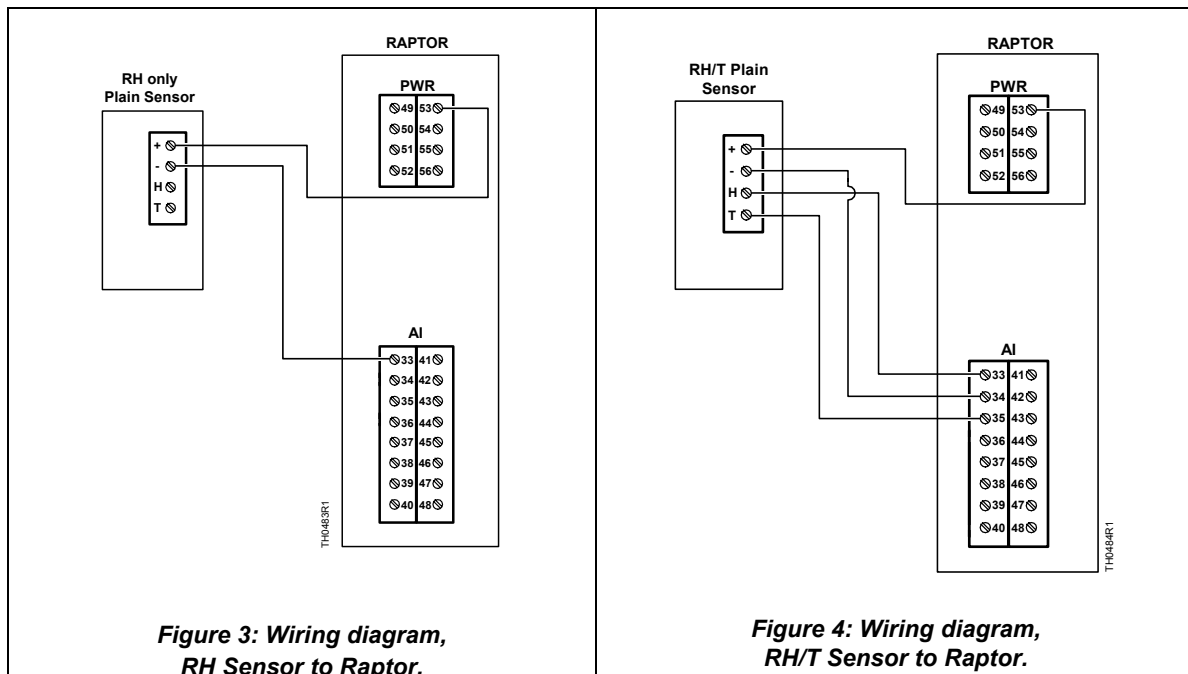 RAPTOR
RH only
Plain Sensor
PWR
49 53
50 54
51 55
52 56
+
-
H
T
AI
33 41
34 42
35 43
36 44
37 45
38 46
39 47
40 48
TH0483R1
Figure 3: Wiring diagram,
RH Sensor to Raptor.
RAPTOR
RH/T Plain
Sensor
PWR
49 53
50 54
51 55
52 56
+
-
H
T
AI
33 41
34 42
35 43
36 44
37 45
38 46
39 47
40 48
TH0484R1
Figure 4: Wiring diagram,
RH/T Sensor to Raptor.